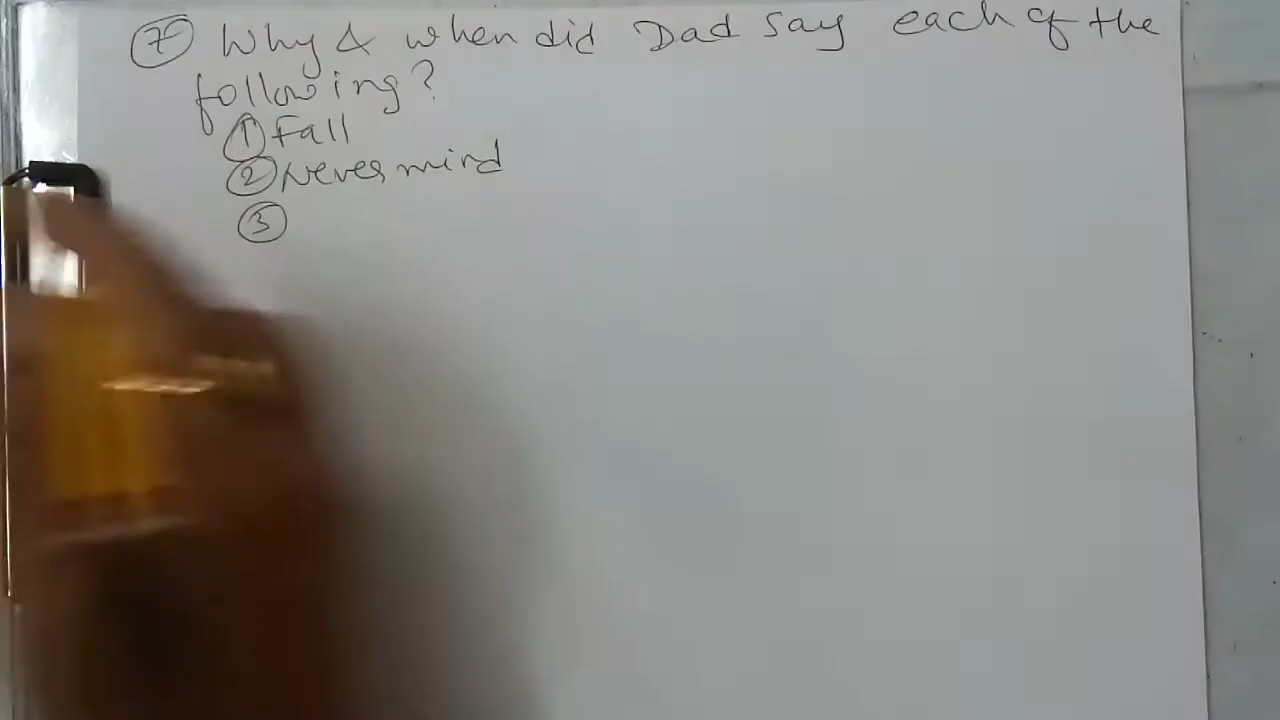 ⑦ Why & when did Dad say each of the
following?
① Fall
② Never mind
③